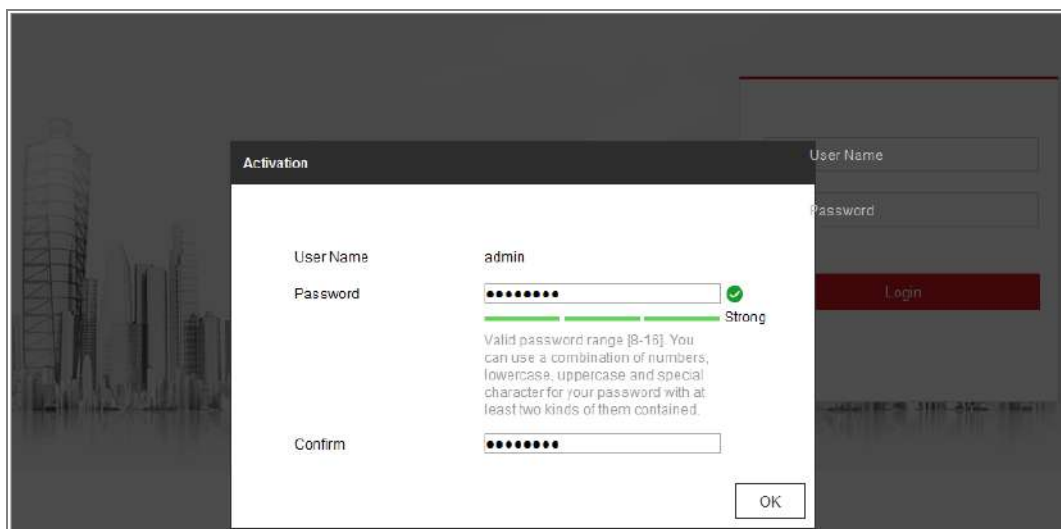 Activation
User Name
Password
Login
User Name admin
Password ●●●●●●●●
Strong
Valid password range [8-16]. You
can use a combination of numbers,
lowercase, uppercase and special
character for your password with at
least two kinds of them contained.
Confirm ●●●●●●●●
OK